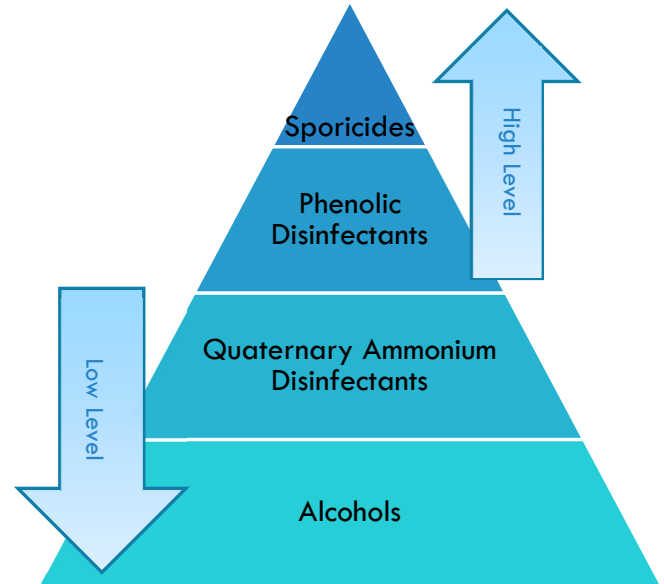 Sporicides
High Level
Phenolic
Disinfectants
Quaternary Ammonium
Disinfectants
Low Level
Alcohols